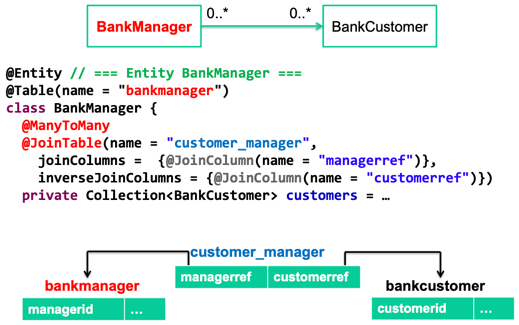 0..* 0..*
BankManager BankCustomer
@Entity // === Entity BankManager ===
@Table(name = "bankmanager")
class BankManager {
@ManyToMany
@JoinTable(name = "customer_manager",
joinColumns = {@JoinColumn(name = "managerref")},
inverseJoinColumns = {@JoinColumn(name = "customerref")})
private Collection<BankCustomer> customers = …
customer_manager
managerref customerref
bankmanager bankcustomer
managerid … customerid …